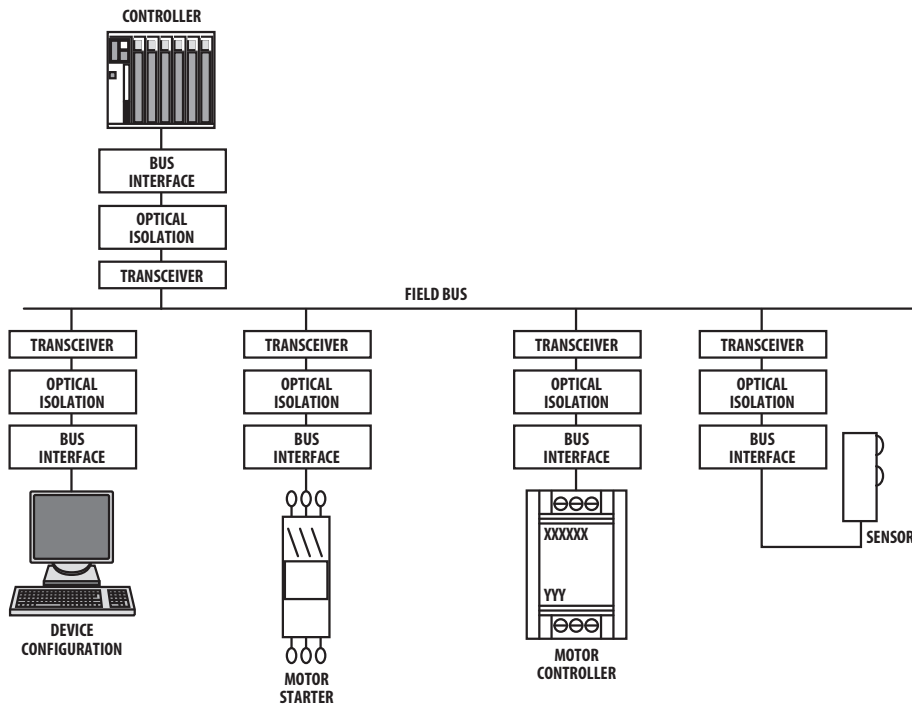 CONTROLLER
BUS
INTERFACE
OPTICAL
ISOLATION
TRANSCEIVER
FIELD BUS
TRANSCEIVER
OPTICAL
ISOLATION
BUS
INTERFACE
DEVICE
CONFIGURATION
TRANSCEIVER
OPTICAL
ISOLATION
BUS
INTERFACE
MOTOR
STARTER
TRANSCEIVER
OPTICAL
ISOLATION
BUS
INTERFACE
XXXXXX
YYY
MOTOR
CONTROLLER
TRANSCEIVER
OPTICAL
ISOLATION
BUS
INTERFACE
SENSOR